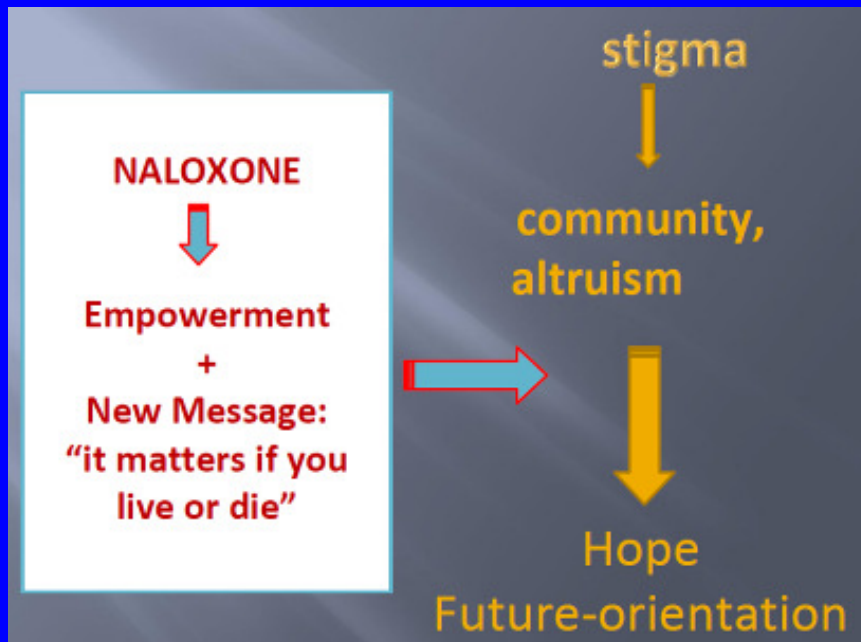 NALOXONE
Empowerment
+
New Message:
“it matters if you
live or die”
stigma
community,
altruism
Hope
Future-orientation